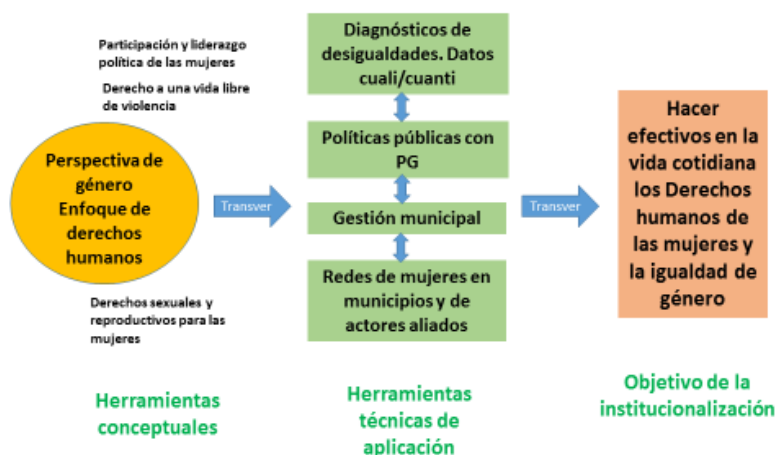 Participación y liderazgo
política de las mujeres
Derecho a una vida libre
de violencia
Perspectiva de
género
Enfoque de
derechos
humanos
Derechos sexuales y
reproductivos para las
mujeres
Herramientas
conceptuales
Transver
Diagnósticos de
desigualdades. Datos
cuali/cuanti
Políticas públicas con
PG
Gestión municipal
Redes de mujeres en
municipios y de
actores aliados
Herramientas
técnicas de
aplicación
Transver
Hacer
efectivos en la
vida cotidiana
los Derechos
humanos de
las mujeres y
la igualdad de
género
Objetivo de la
institucionalización